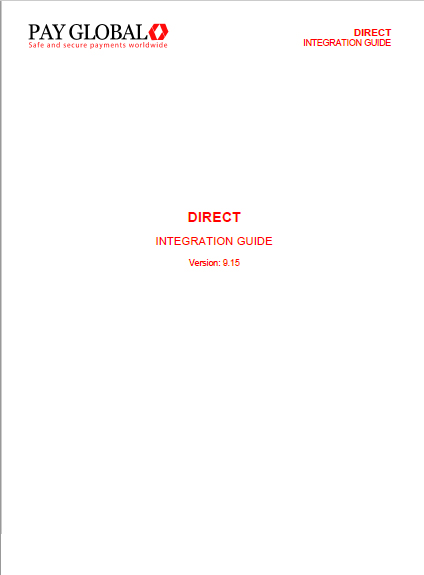 PAY GLOBAL
Safe and secure payments worldwide
DIRECT
INTEGRATION GUIDE
DIRECT
INTEGRATION GUIDE
Version: 9.15